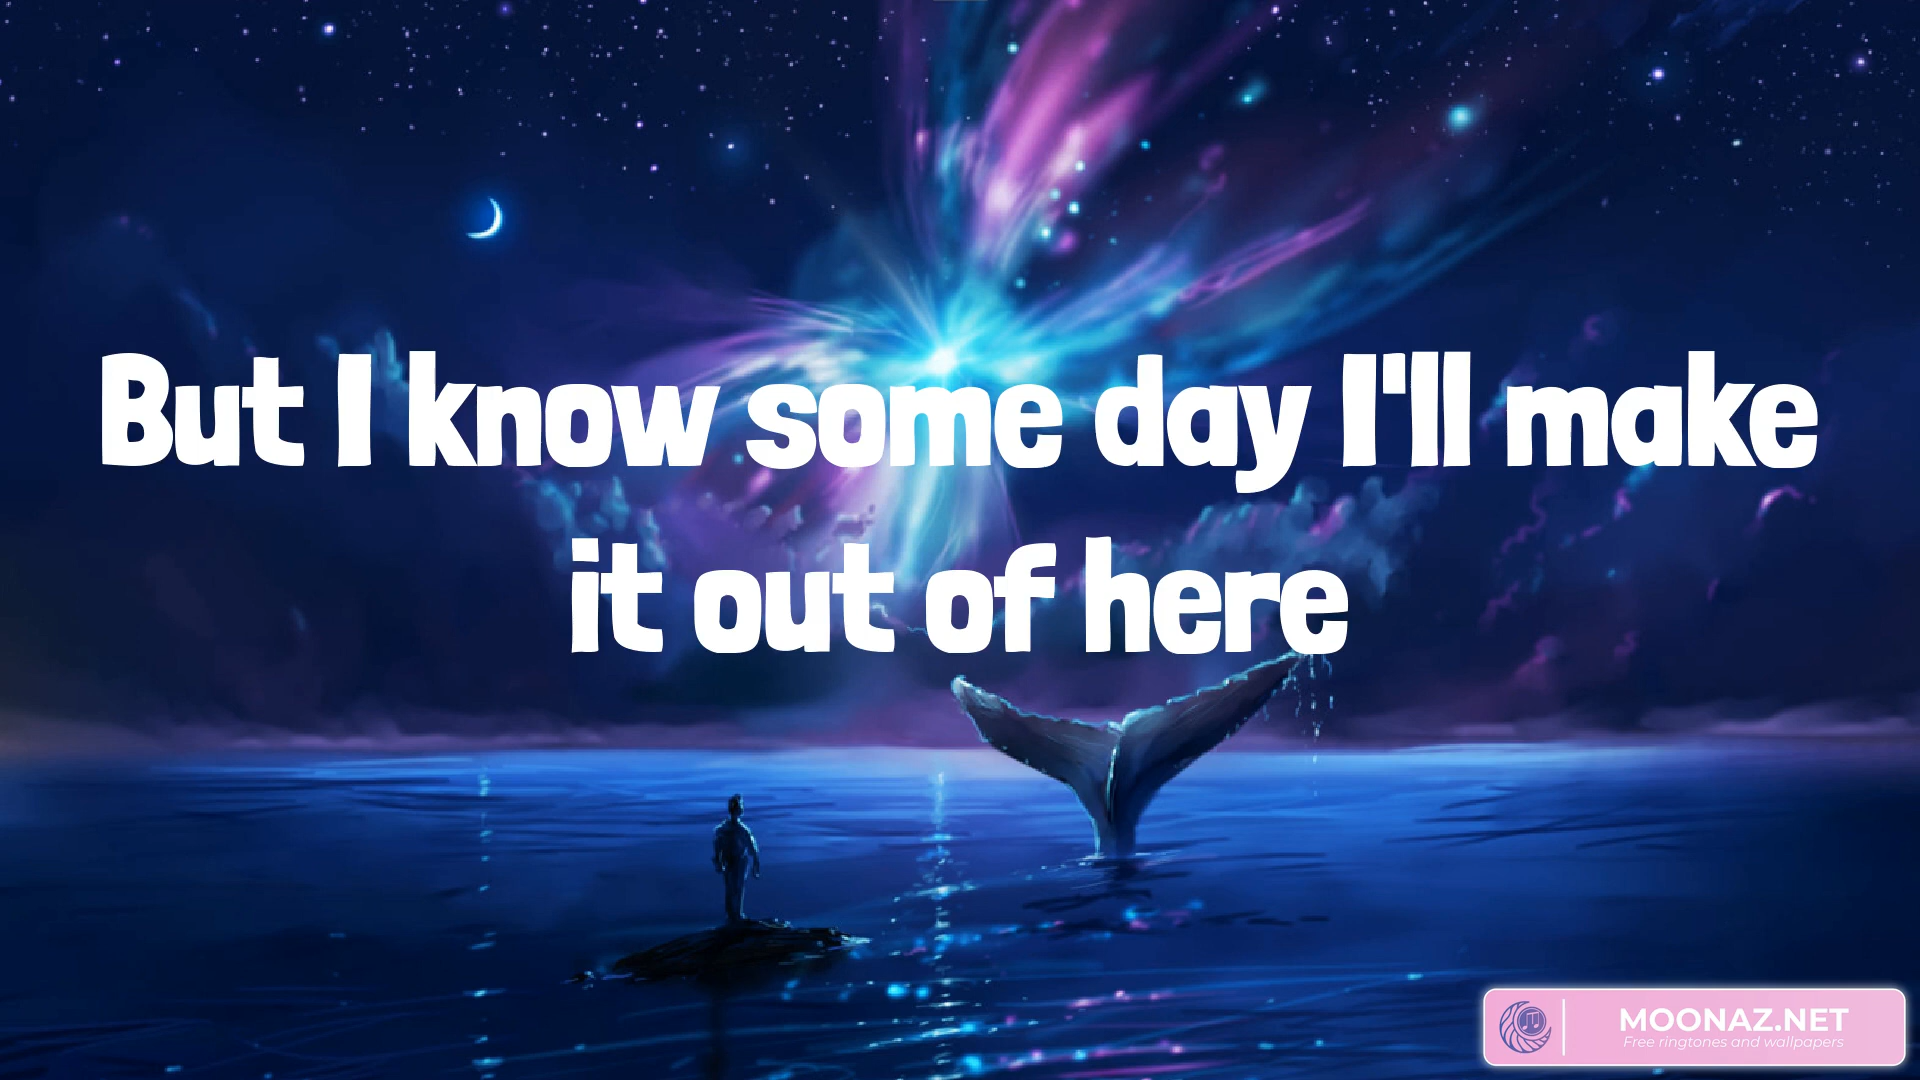 But I know some day I'll make
it out of here
MOONAZ.NET
Free ringtones and wallpapers